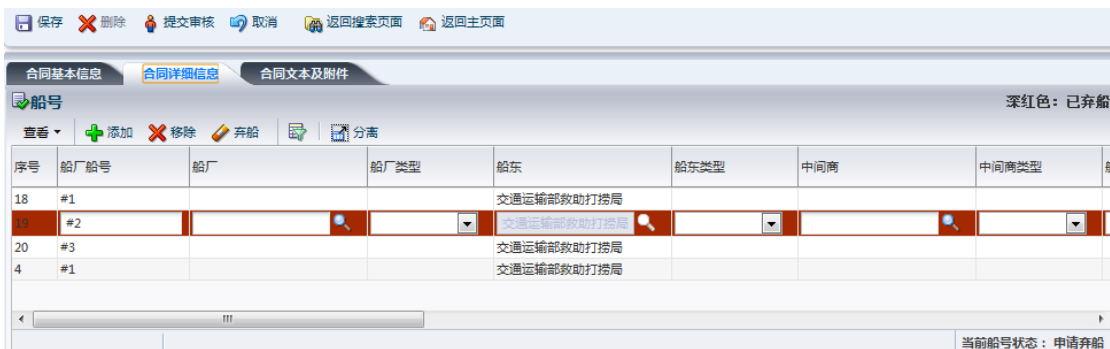 保存 删除 提交审核 取消 返回搜索页面 返回主页面
合同基本信息 合同详细信息 合同文本及附件
船号 深红色：已弃船
查看 添加 移除 弃船 分离
序号 船厂船号 船厂 船厂类型 船东 船东类型 中间商 中间商类型
18 #1 交通运输部救助打捞局
19 #2 交通运输部救助打捞局
20 #3 交通运输部救助打捞局
4 #1 交通运输部救助打捞局
当前船号状态：申请弃船